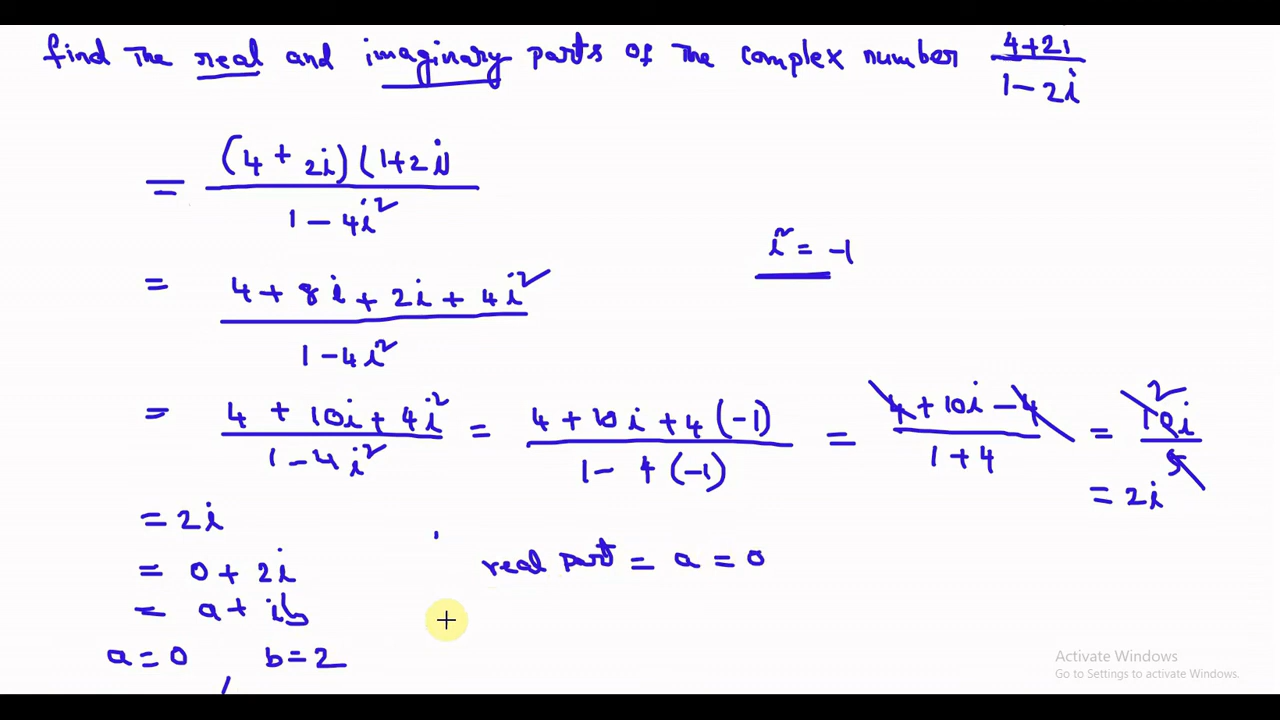 find the real and imaginary parts of the complex number (4+2i)/(1-2i)
= ((4+2i)(1+2i))/(1-4i²)
i² = -1
= (4+8i+2i+4i²)/(1-4i²)
= (4+10i+4i²)/(1-4i²) = (4+10i+4(-1))/(1-4(-1)) = (4+10i-4)/(1+4) = 10i/5 2
= 2i
= 2i
= 0+2i
real part = a = 0
= a+ib
a=0 b=2
Activate Windows
Go to Settings to activate Windows.